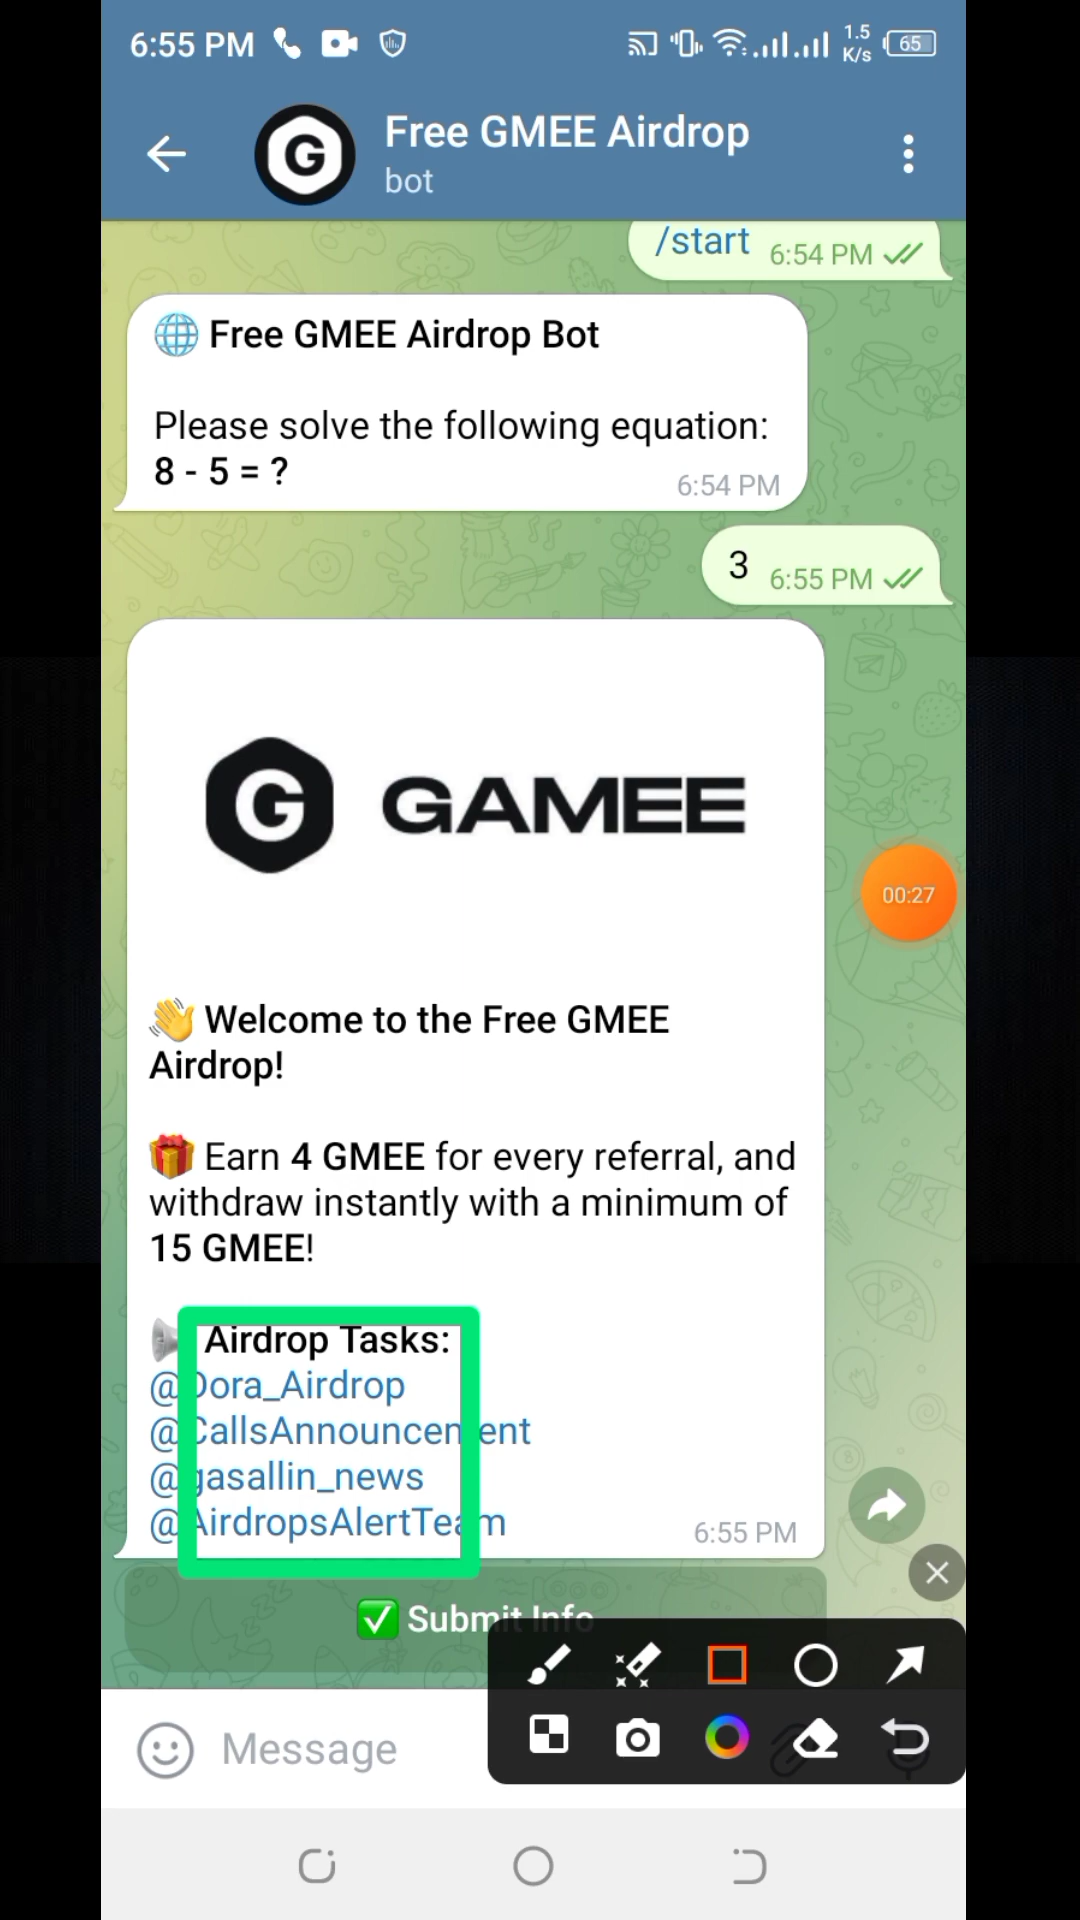 6:55 PM
1.5
K/s
65
Free GMEE Airdrop
bot
/start 6:54 PM
Free GMEE Airdrop Bot
Please solve the following equation:
8 - 5 = ?
6:54 PM
3 6:55 PM
G GAMEE
00:27
Welcome to the Free GMEE
Airdrop!
Earn 4 GMEE for every referral, and
withdraw instantly with a minimum of
15 GMEE!
Airdrop Tasks:
@Dora_Airdrop
@CallsAnnouncement
@gasallin_news
@AirdropsAlertTeam
6:55 PM
Submit Info
Message